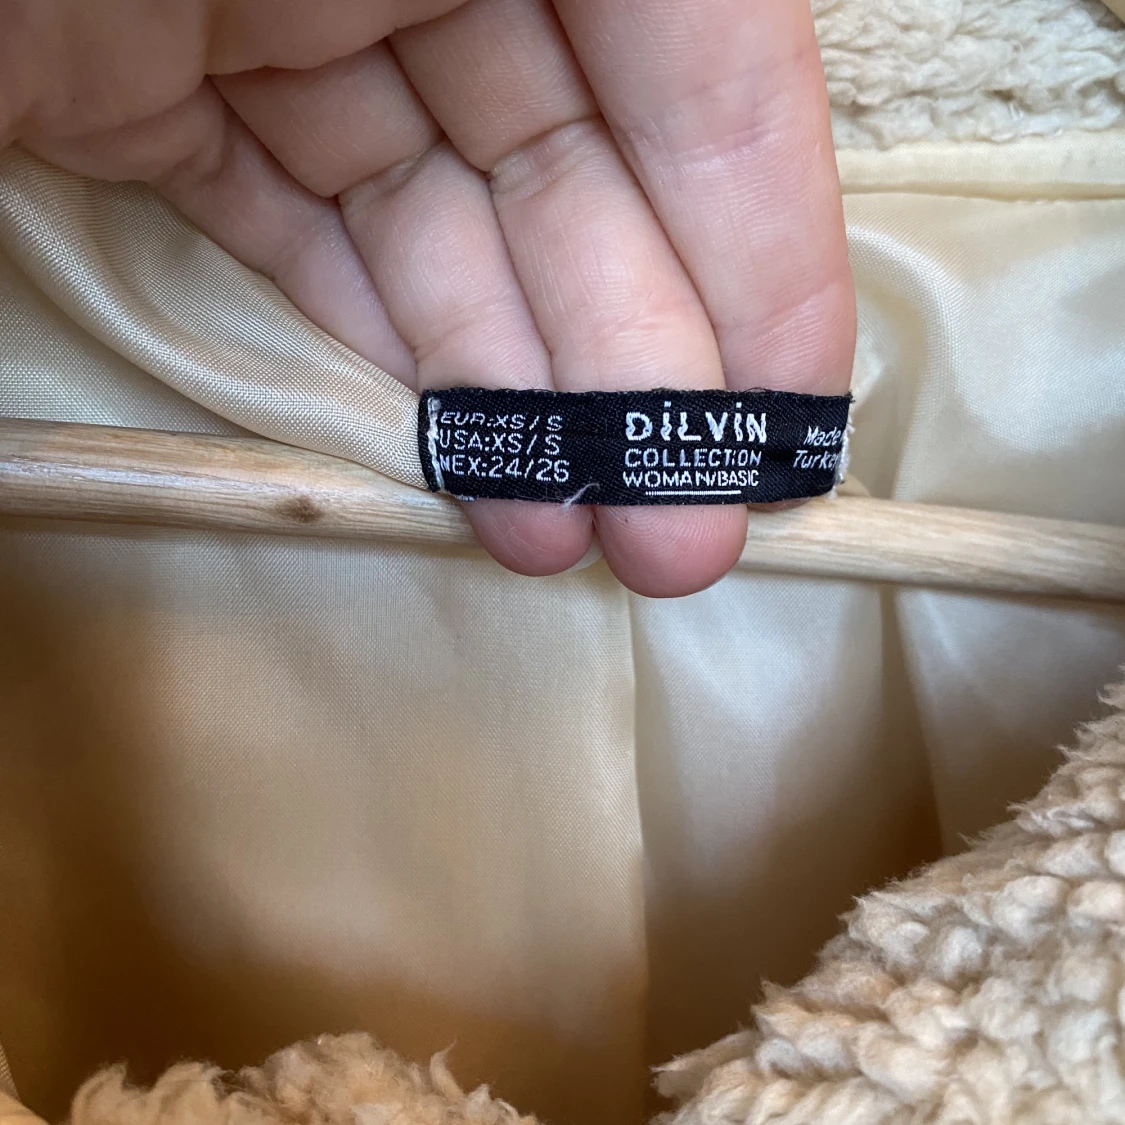 EUR:XS/S
USA:XS/S
MEX:24/26
DiLViN
COLLECTiON
WOMAN/BASIC
Made
Turkey